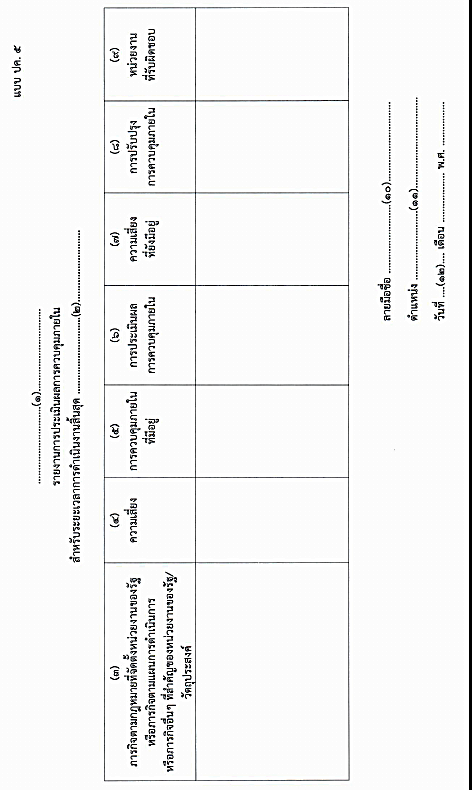 แบบ ปค. ๕
.....................(๑).....................
รายงานการประเมินผลการควบคุมภายใน
สำหรับระยะเวลาการดำเนินงานสิ้นสุด .....................(๒).....................
(๓)
ภารกิจตามกฎหมายที่จัดตั้งหน่วยงานของรัฐ
หรือภารกิจตามแผนการดำเนินการ
หรือภารกิจอื่นๆ ที่สำคัญของหน่วยงานของรัฐ/
วัตถุประสงค์
(๔)
ความเสี่ยง
(๕)
การควบคุมภายใน
ที่มีอยู่
(๖)
การประเมินผล
การควบคุมภายใน
(๗)
ความเสี่ยง
ที่ยังมีอยู่
(๘)
การปรับปรุง
การควบคุมภายใน
(๙)
หน่วยงาน
ที่รับผิดชอบ
ลายมือชื่อ .....................(๑๐).....................
ตำแหน่ง .....................(๑๑).....................
วันที่ ....(๑๒).... เดือน ................ พ.ศ. ..............